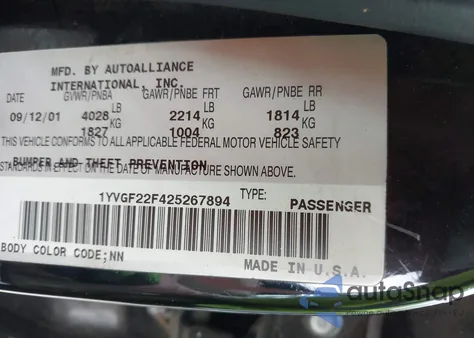 MFD. BY AUTOALLIANCE
INTERNATIONAL, INC.
DATE GVWR/PNBA GAWR/PNBE FRT GAWR/PNBE RR
09/12/01 4028 LB 2214 LB 1814 LB
1827 KG 1004 KG 823 KG
THIS VEHICLE CONFORMS TO ALL APPLICABLE FEDERAL MOTOR VEHICLE SAFETY
BUMPER AND THEFT PREVENTION
STANDARDS IN EFFECT ON THE DATE OF MANUFACTURE SHOWN ABOVE.
1YVGF22F425267894 TYPE: PASSENGER
BODY COLOR CODE;NN
MADE IN U.S.A.
autoSnap